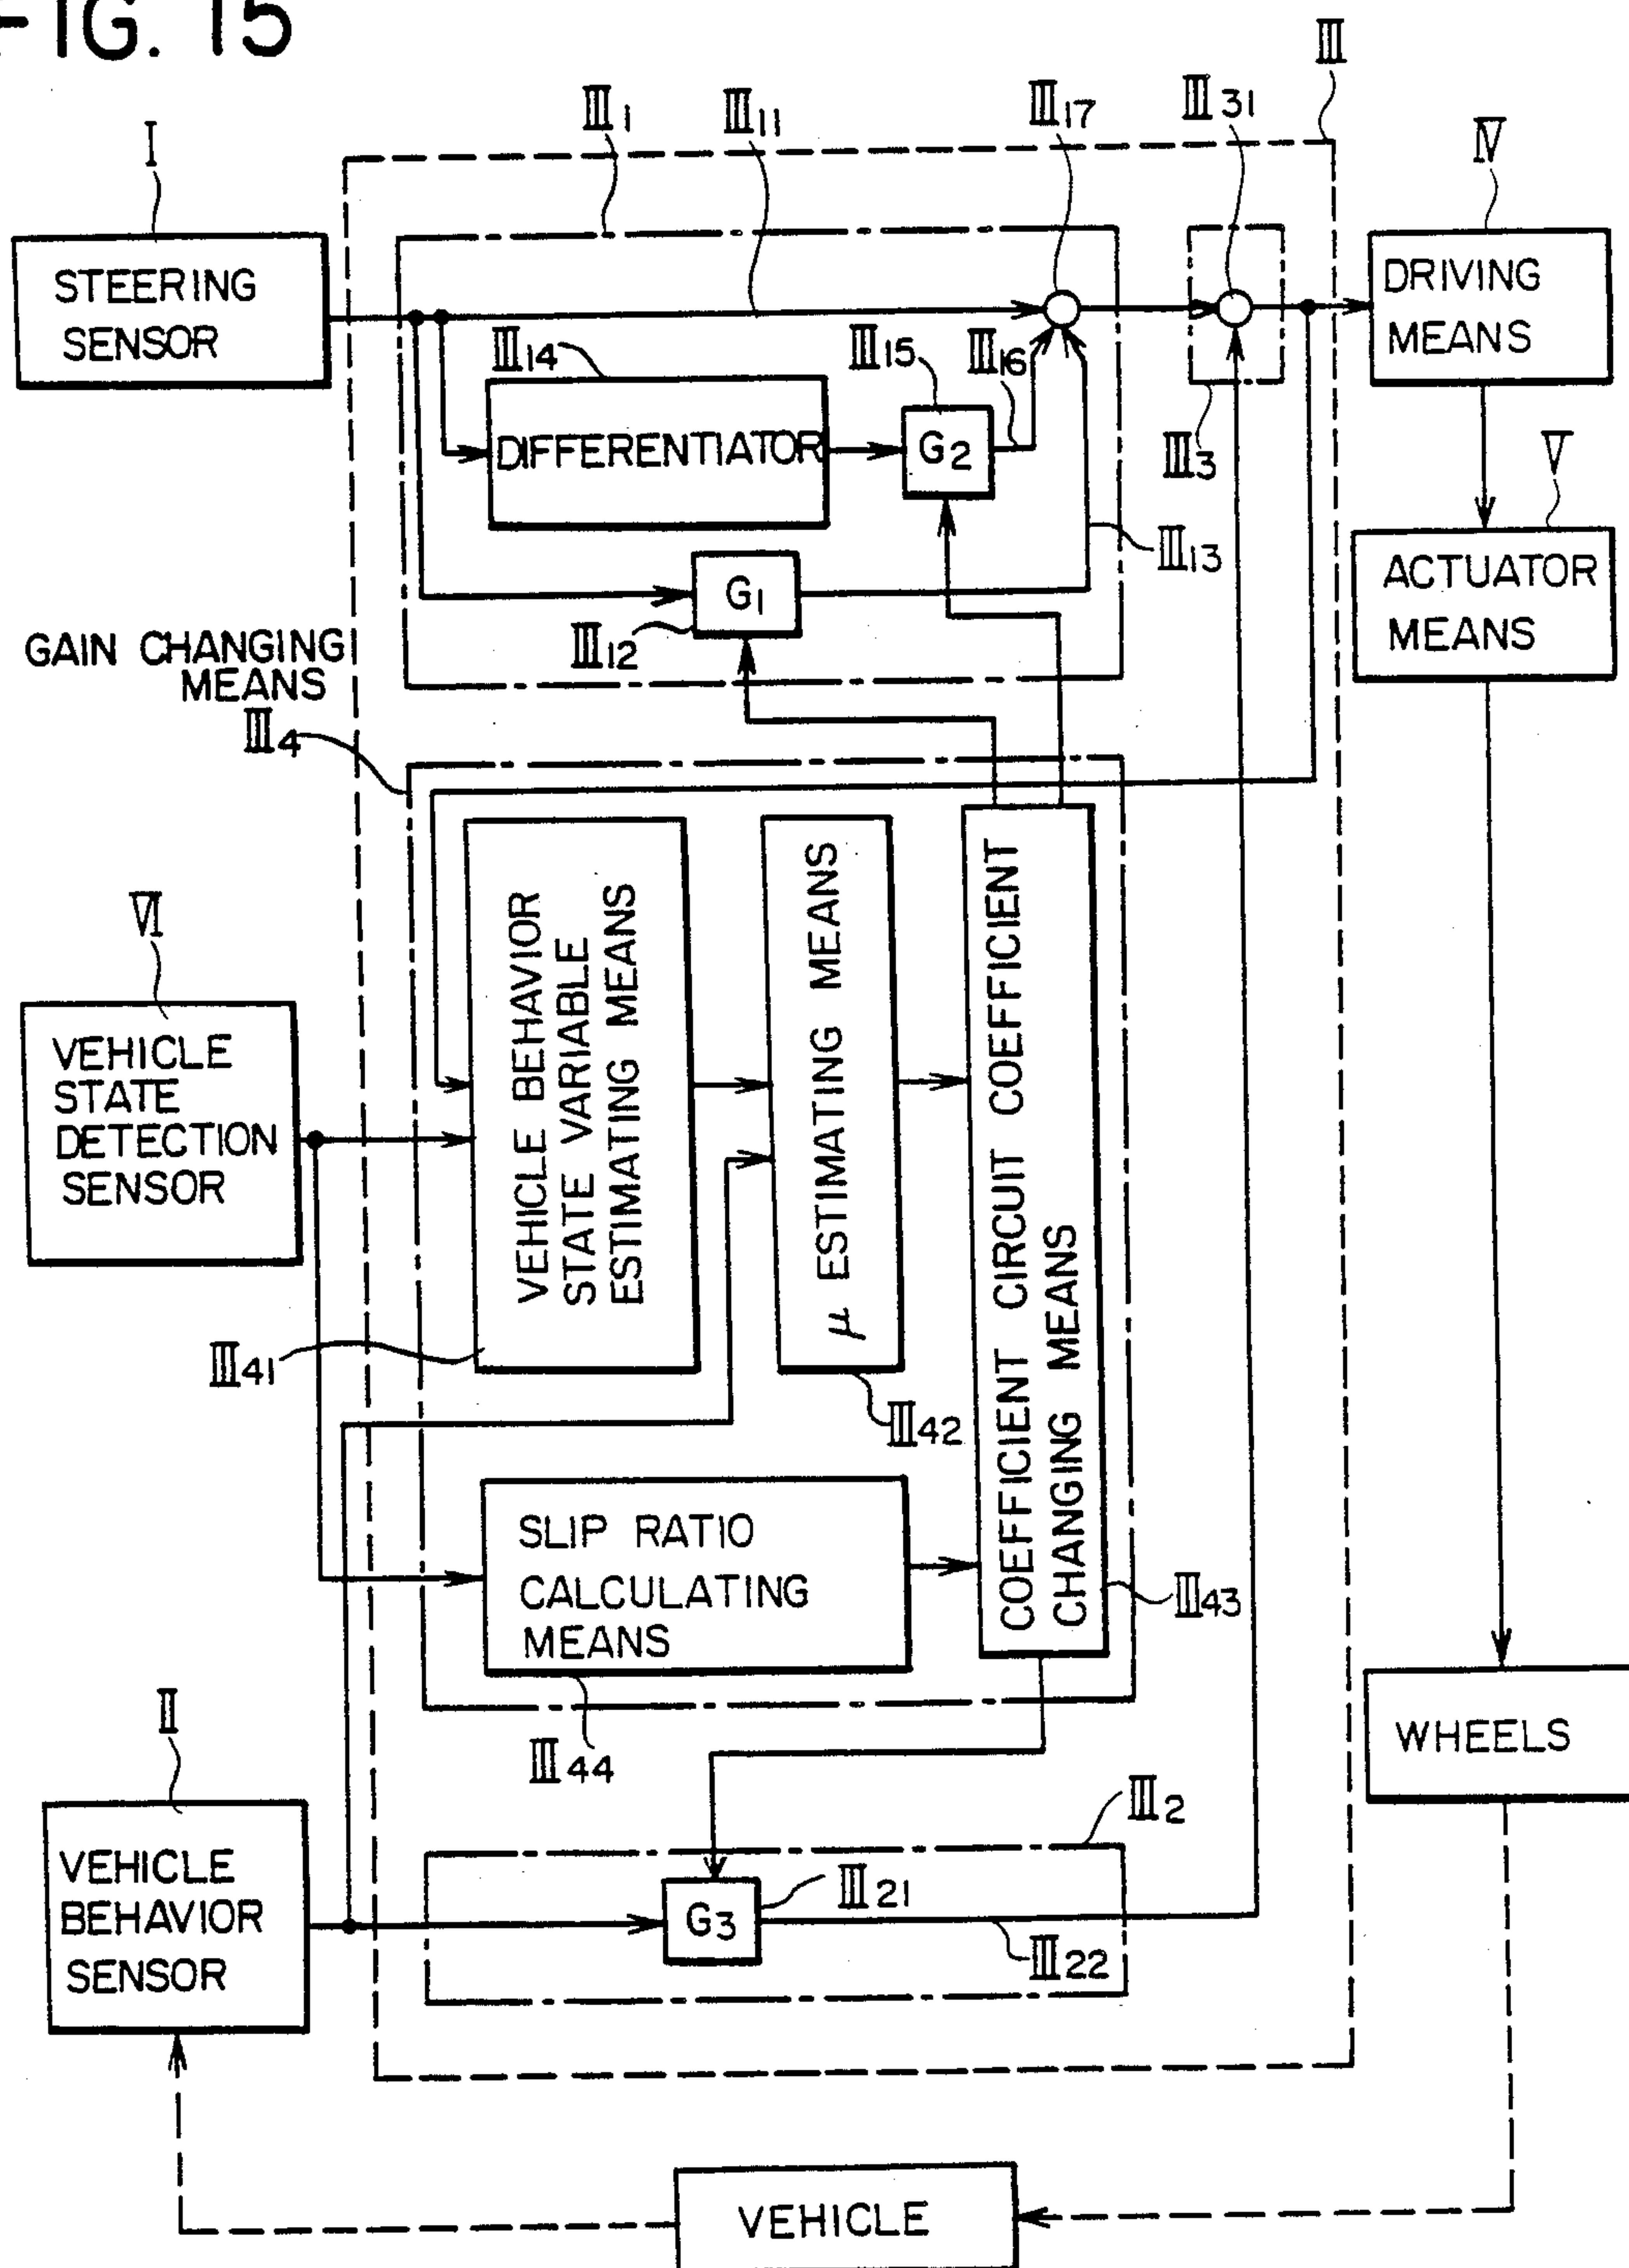 FIG. 15
III
III1
III11
III17
III31
I
IV
STEERING
SENSOR
DRIVING
MEANS
III14
III15
III16
DIFFERENTIATOR
G2
III3
V
III13
G1
III12
ACTUATOR
MEANS
GAIN CHANGING
MEANS
III4
VI
VEHICLE
STATE
DETECTION
SENSOR
VEHICLE BEHAVIOR
STATE VARIABLE
ESTIMATING MEANS
μ ESTIMATING MEANS
COEFFICIENT CIRCUIT COEFFICIENT
CHANGING MEANS
III41
III42
SLIP RATIO
CALCULATING
MEANS
III43
III44
WHEELS
II
III2
VEHICLE
BEHAVIOR
SENSOR
G3
III21
III22
VEHICLE